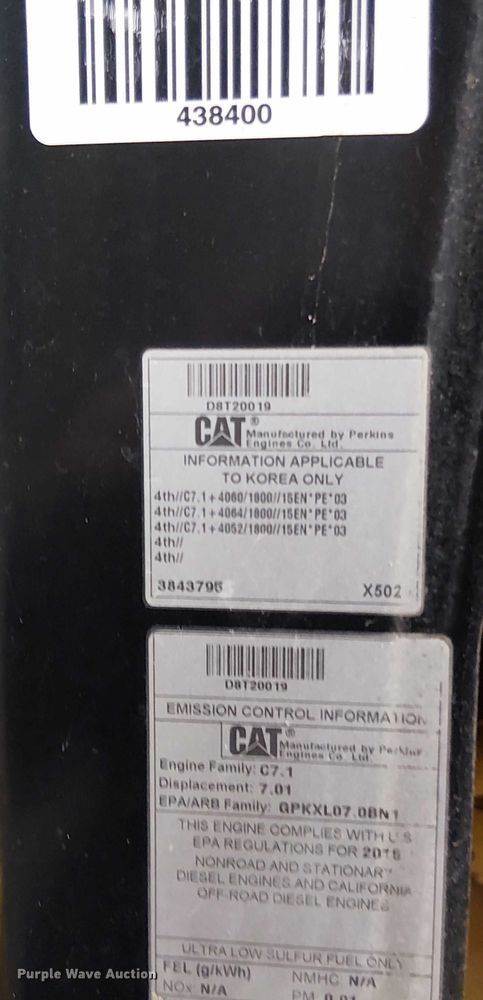 438400
D8T20019
CAT® Manufactured by Perkins
Engines Co. Ltd.
INFORMATION APPLICABLE
TO KOREA ONLY
4th//C7.1+4060/1800//15EN*PE*03
4th//C7.1+4064/1800//15EN*PE*03
4th//C7.1+4052/1800//15EN*PE*03
4th//
4th//
3843795 X502
D8T20019
EMISSION CONTROL INFORMATION
CAT® Manufactured by Perkins
Engines Co. Ltd.
Engine Family: C7.1
Displacement: 7.01
EPA/ARB Family: GPKXL07.0BN1
THIS ENGINE COMPLIES WITH U S
EPA REGULATIONS FOR 2016
NONROAD AND STATIONARY
DIESEL ENGINES AND CALIFORNIA
OFF-ROAD DIESEL ENGINES
ULTRA LOW SULFUR FUEL ONLY
FEL (g/kWh) NMHC N/A
NOx N/A PM
Purple Wave Auction